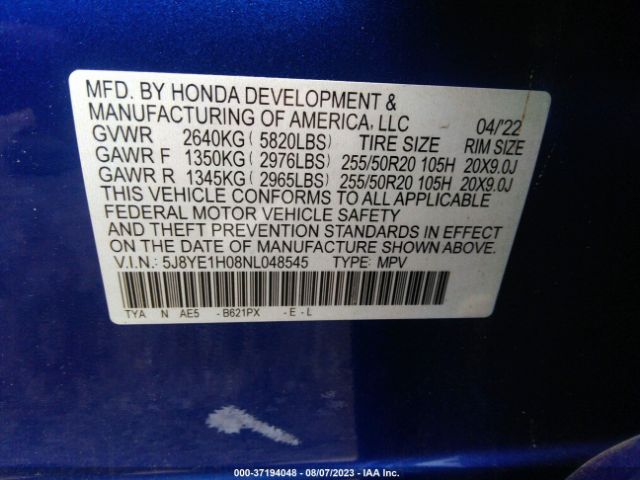 MFD. BY HONDA DEVELOPMENT &
MANUFACTURING OF AMERICA, LLC 04/'22
GVWR 2640KG ( 5820LBS) TIRE SIZE RIM SIZE
GAWR F 1350KG ( 2976LBS) 255/50R20 105H 20X9.0J
GAWR R 1345KG ( 2965LBS) 255/50R20 105H 20X9.0J
THIS VEHICLE CONFORMS TO ALL APPLICABLE
FEDERAL MOTOR VEHICLE SAFETY
AND THEFT PREVENTION STANDARDS IN EFFECT
ON THE DATE OF MANUFACTURE SHOWN ABOVE.
V.I.N.: 5J8YE1H08NL048545 TYPE: MPV
TYA N AE5 - B621PX - E - L
000-37194048 - 08/07/2023 - IAA Inc.